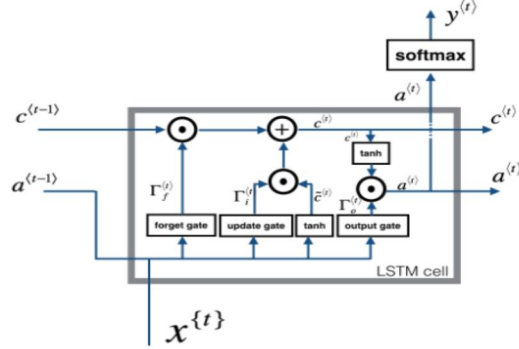 y⟨t⟩
softmax
a⟨t⟩
c⟨t-1⟩ c⟨t⟩ c⟨t⟩
c⟨t⟩
tanh
a⟨t-1⟩ Γf⟨t⟩ Γi⟨t⟩ c̃⟨t⟩ Γo⟨t⟩ a⟨t⟩ a⟨t⟩
forget gate update gate tanh output gate
LSTM cell
x{t}